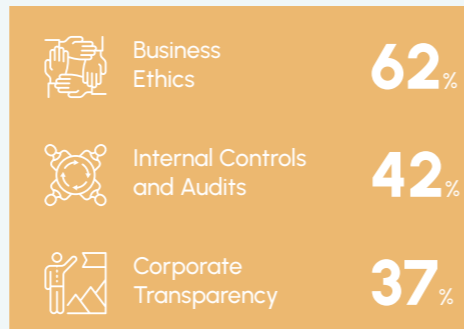 Business
Ethics
62%
Internal Controls
and Audits
42%
Corporate
Transparency
37%